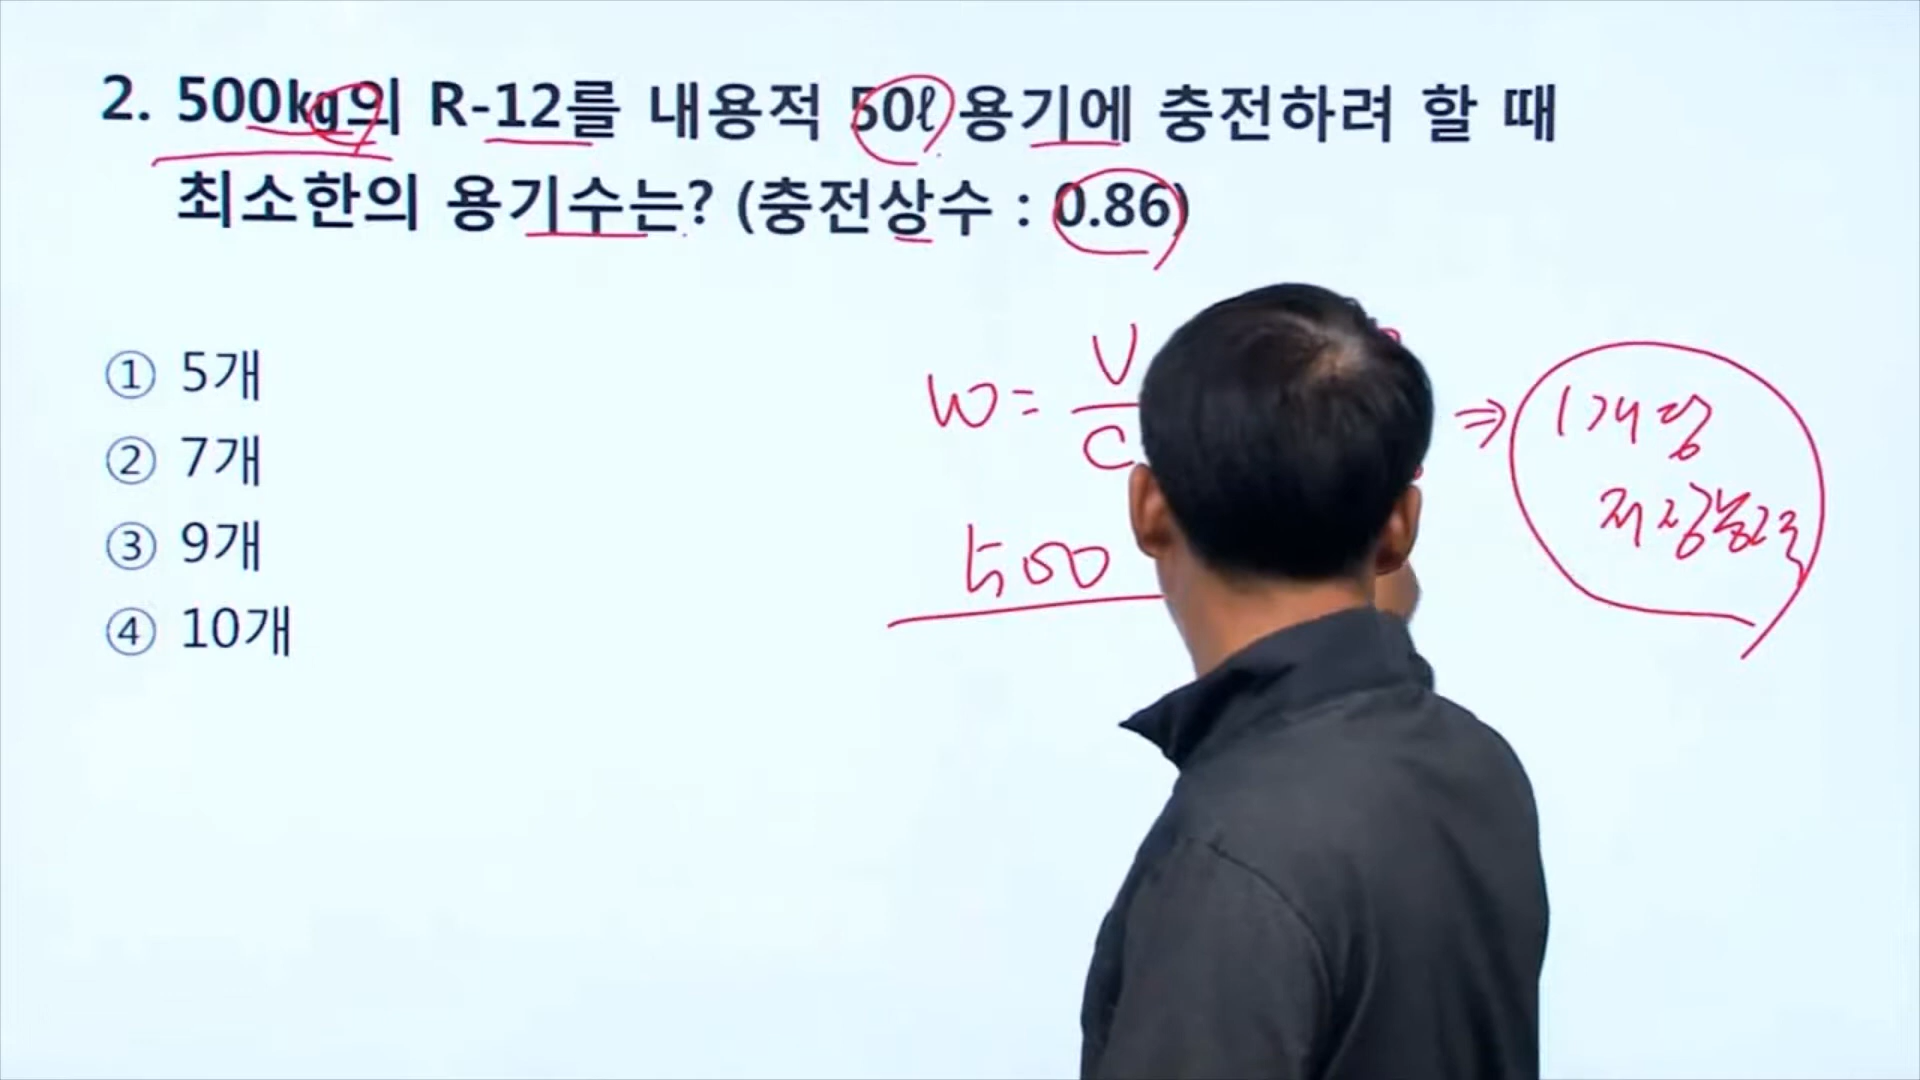 2. 500kg의 R-12를 내용적 50ℓ 용기에 충전하려 할 때
최소한의 용기수는? (충전상수 : 0.86)
① 5개
② 7개
③ 9개
④ 10개
W = V
C
⇒ 1개당
저장능력
500